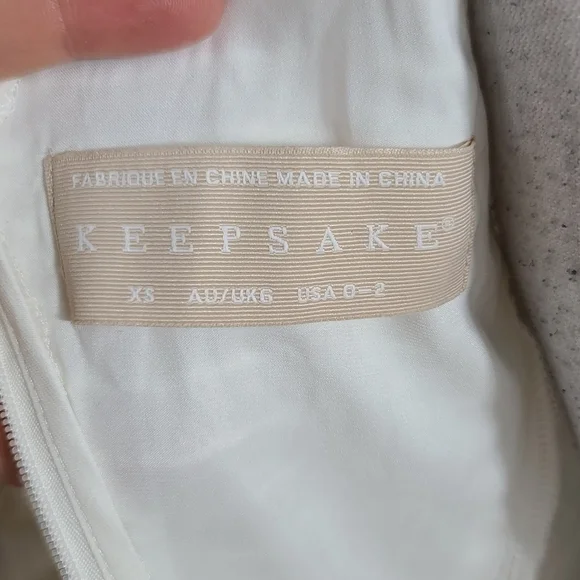 FABRIQUE EN CHINE MADE IN CHINA
KEEPSAKE®
XS AU/UK6 USA 0-2